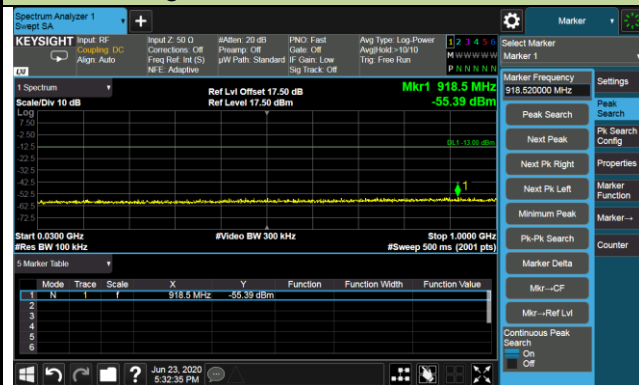 Spectrum Analyzer 1
Swept SA
Marker
KEYSIGHT
Input: RF
Coupling: DC
Align: Auto
Input Z: 50 Ω
Corrections: Off
Freq Ref: Int (S)
NFE: Adaptive
#Atten: 20 dB
Preamp: Off
µW Path: Standard
PNO: Fast
Gate: Off
IF Gain: Low
Sig Track: Off
Avg Type: Log-Power
Avg|Hold:>10/10
Trig: Free Run
1 2 3 4 5 6
M W W W W W
P N N N N N
LXI
Select Marker
Marker 1
1 Spectrum
Scale/Div 10 dB
Log
Ref Lvl Offset 17.50 dB
Ref Level 17.50 dBm
Mkr1 918.5 MHz
-55.39 dBm
7.50
-2.50
-12.5
-22.5
-32.5
-42.5
-52.5
-62.5
-72.5
DL1 -13.00 dBm
1
Start 0.0300 GHz
#Res BW 100 kHz
#Video BW 300 kHz
Stop 1.0000 GHz
#Sweep 500 ms (2001 pts)
5 Marker Table
Mode Trace Scale X Y Function Function Width Function Value
1 N 1 f 918.5 MHz -55.39 dBm
2
3
4
5
6
Marker Frequency
918.520000 MHz
Peak Search
Next Peak
Next Pk Right
Next Pk Left
Minimum Peak
Pk-Pk Search
Marker Delta
Mkr→CF
Mkr→Ref Lvl
Continuous Peak
Search
On
Off
Settings
Peak
Search
Pk Search
Config
Properties
Marker
Function
Marker→
Counter
?
Jun 23, 2020
5:32:35 PM